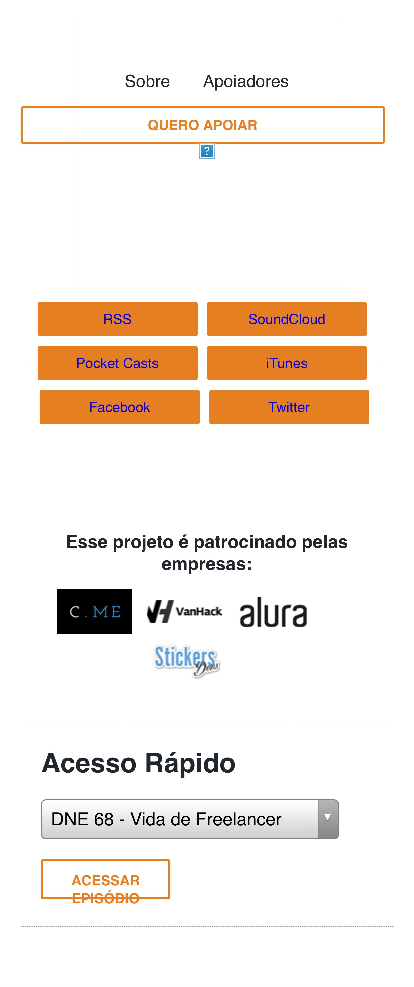 Sobre Apoiadores
QUERO APOIAR
?
RSS SoundCloud
Pocket Casts iTunes
Facebook Twitter
Esse projeto é patrocinado pelas
empresas:
C.ME VanHack alura
Stickers
Devs
Acesso Rápido
DNE 68 - Vida de Freelancer
ACESSAR
EPISÓDIO